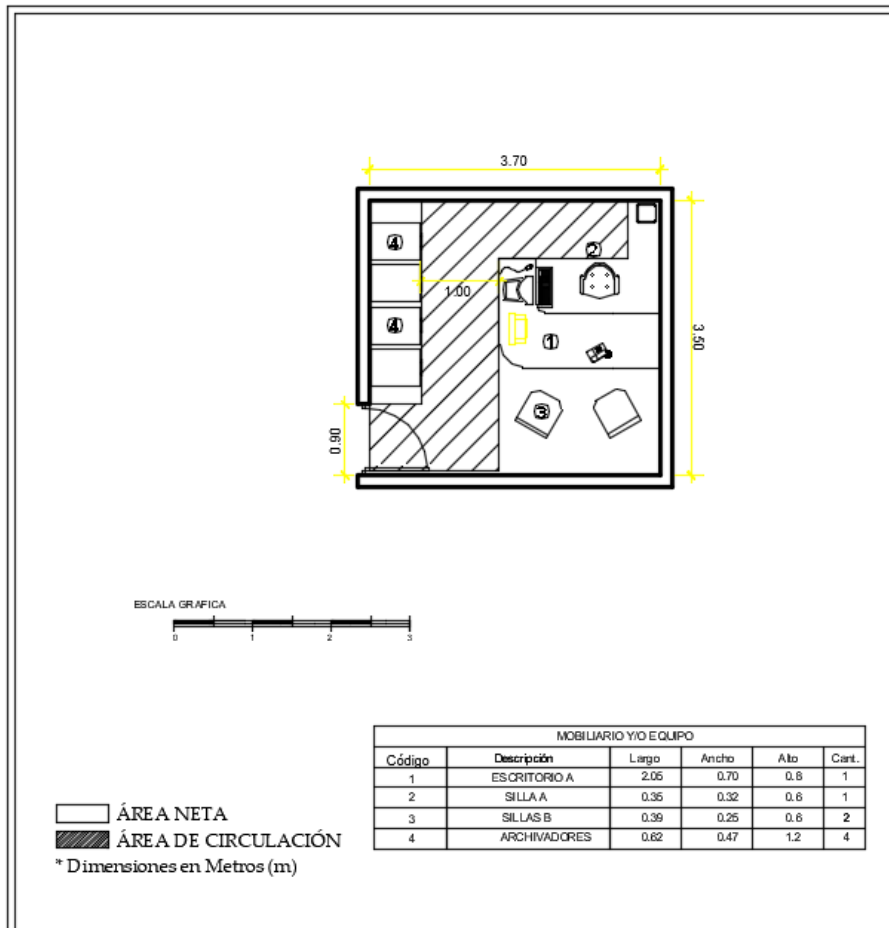 3.70
4
2
1.00
4
1
3.50
3
0.90
ESCALA GRAFICA
0 1 2 3
MOBILIARIO Y/O EQUIPO
Código Descripción Largo Ancho Alto Cant.
1 ESCRITORIO A 2.05 0.70 0.8 1
2 SILLA A 0.35 0.32 0.6 1
3 SILLAS B 0.39 0.25 0.6 2
4 ARCHIVADORES 0.62 0.47 1.2 4
ÁREA NETA
ÁREA DE CIRCULACIÓN
* Dimensiones en Metros (m)